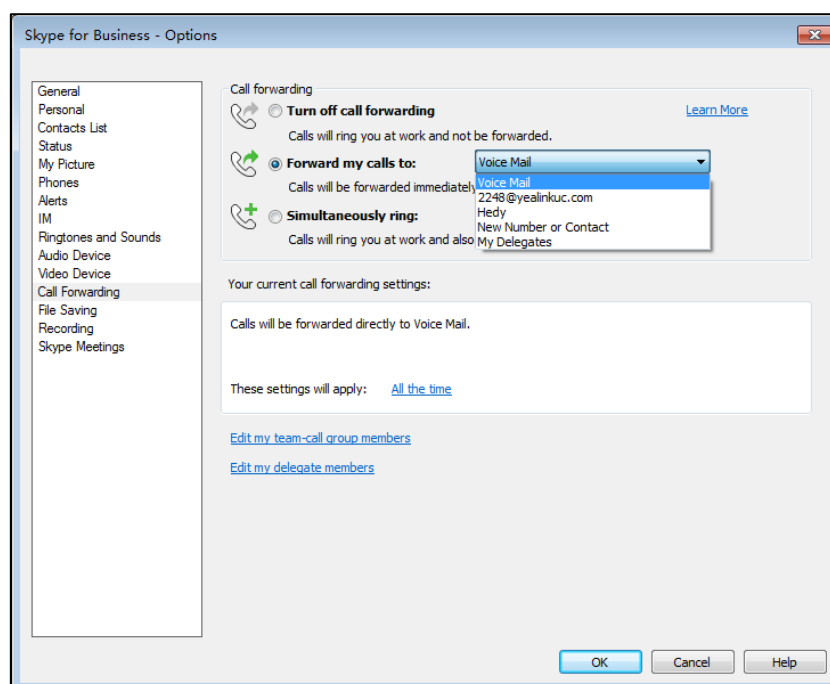 Skype for Business - Options
General
Personal
Contacts List
Status
My Picture
Phones
Alerts
IM
Ringtones and Sounds
Audio Device
Video Device
Call Forwarding
File Saving
Recording
Skype Meetings
Call forwarding
Turn off call forwarding
Learn More
Calls will ring you at work and not be forwarded.
Forward my calls to:
Voice Mail
Calls will be forwarded immediately
Voice Mail
2248@yealinkuc.com
Hedy
New Number or Contact
My Delegates
Simultaneously ring:
Calls will ring you at work and also
Your current call forwarding settings:
Calls will be forwarded directly to Voice Mail.
These settings will apply: All the time
Edit my team-call group members
Edit my delegate members
OK
Cancel
Help